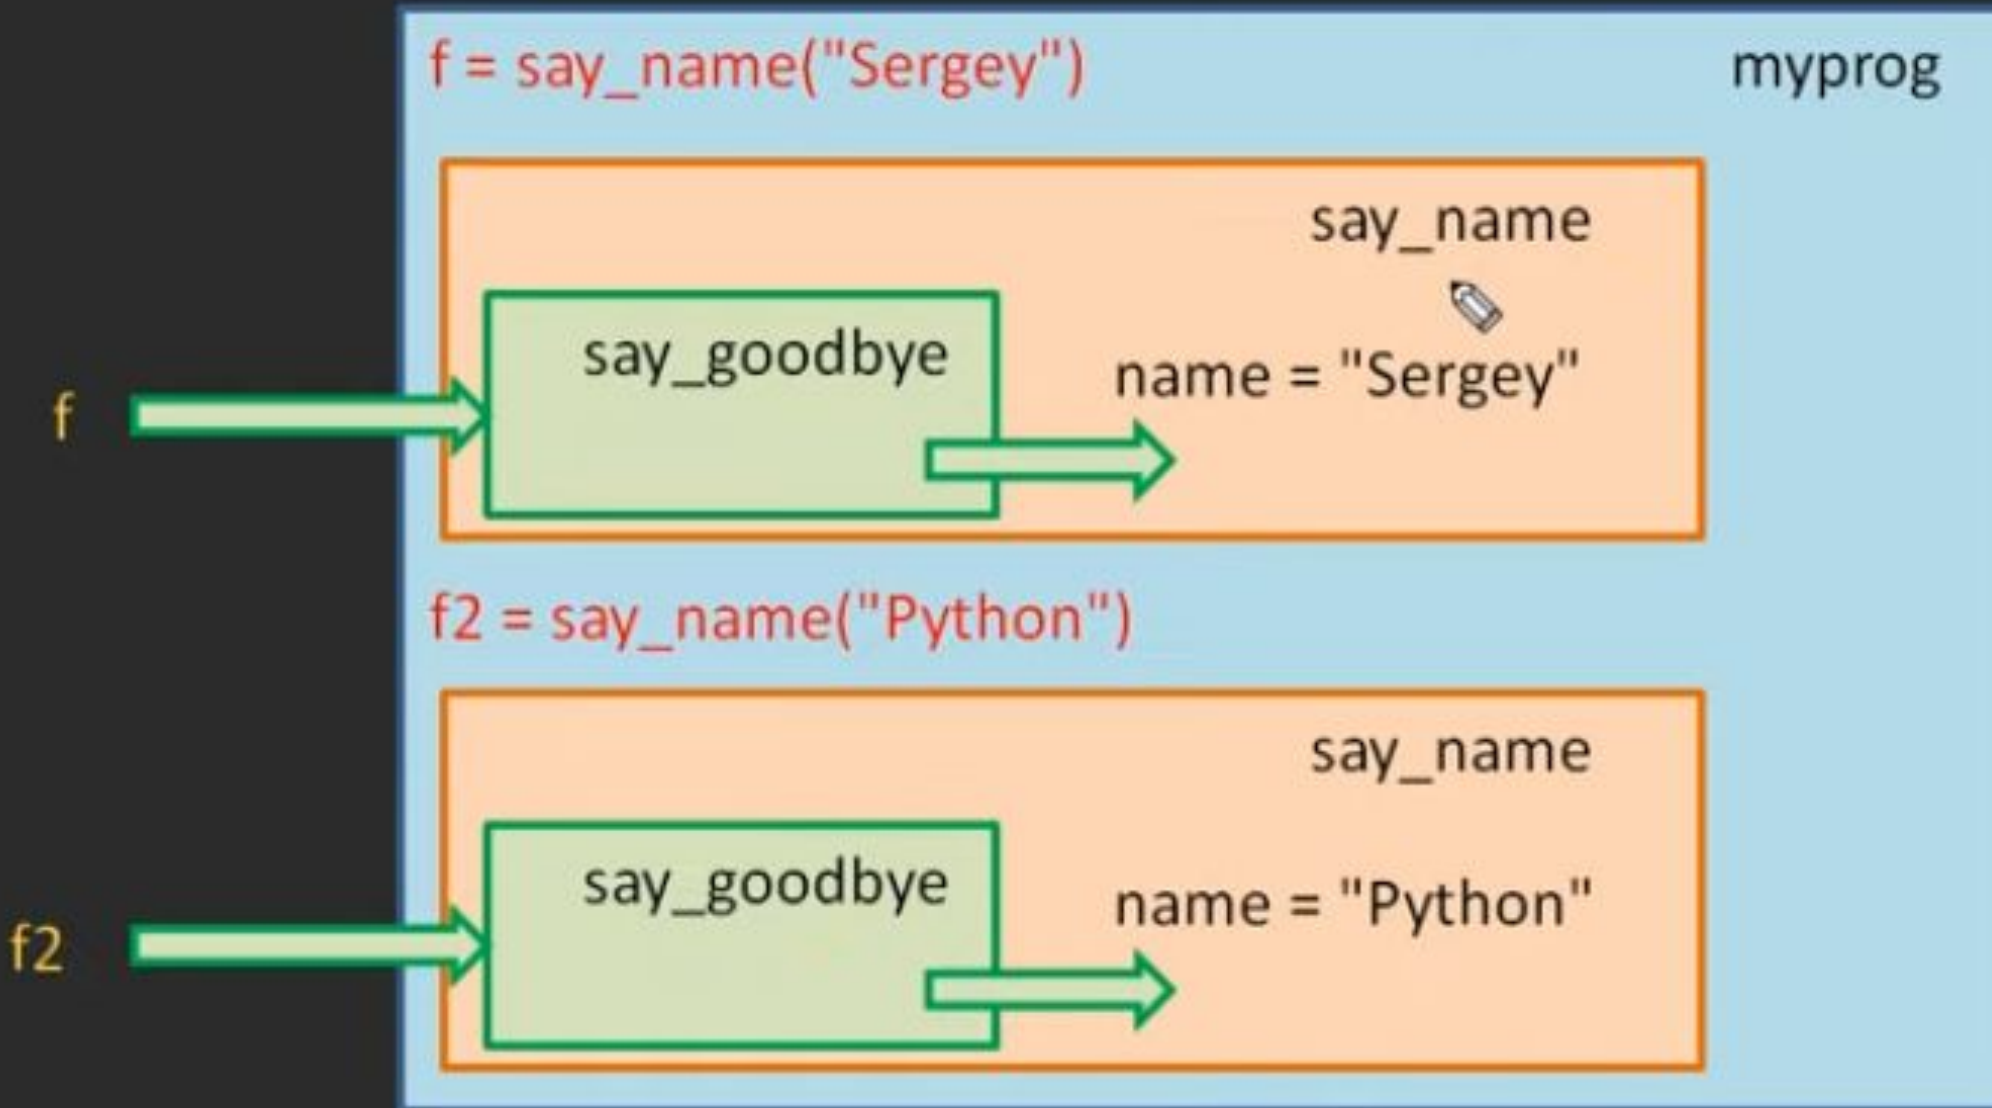 f = say_name("Sergey")
myprog
say_name
say_goodbye
name = "Sergey"
f
f2 = say_name("Python")
say_name
say_goodbye
name = "Python"
f2